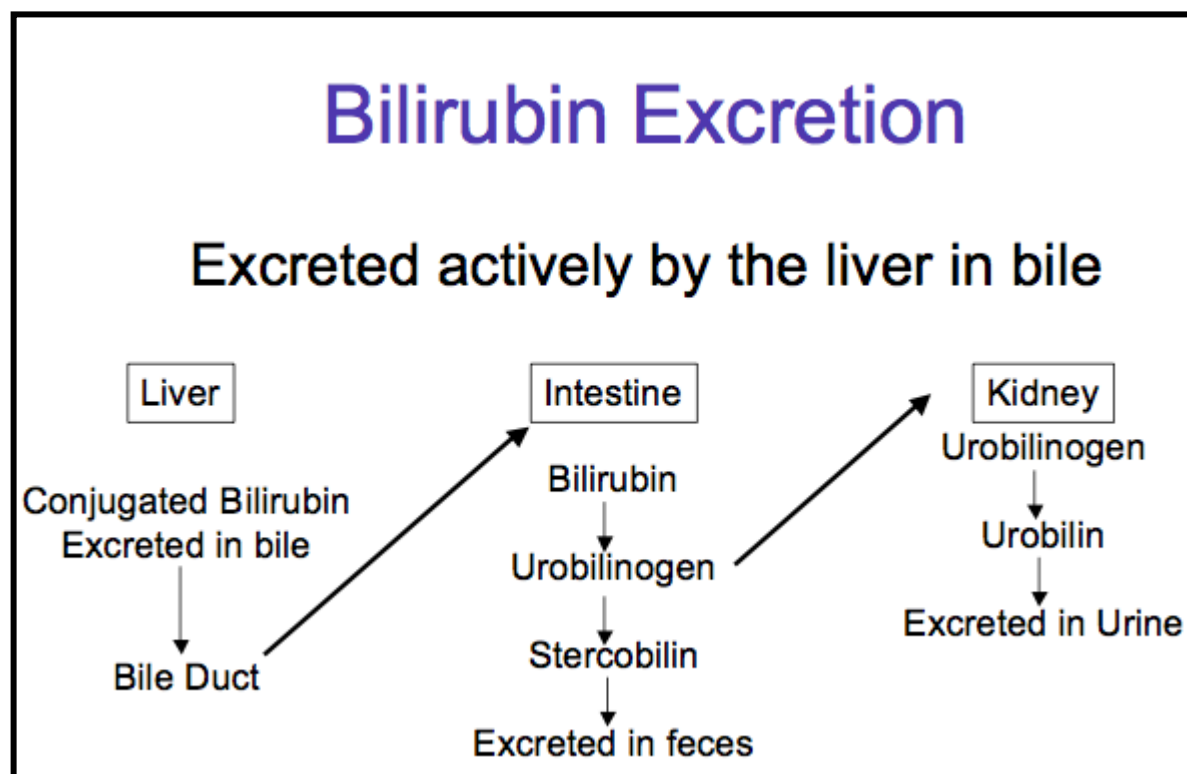 Bilirubin Excretion
Excreted actively by the liver in bile
Liver
Conjugated Bilirubin
Excreted in bile
Bile Duct
Intestine
Bilirubin
Urobilinogen
Stercobilin
Excreted in feces
Kidney
Urobilinogen
Urobilin
Excreted in Urine